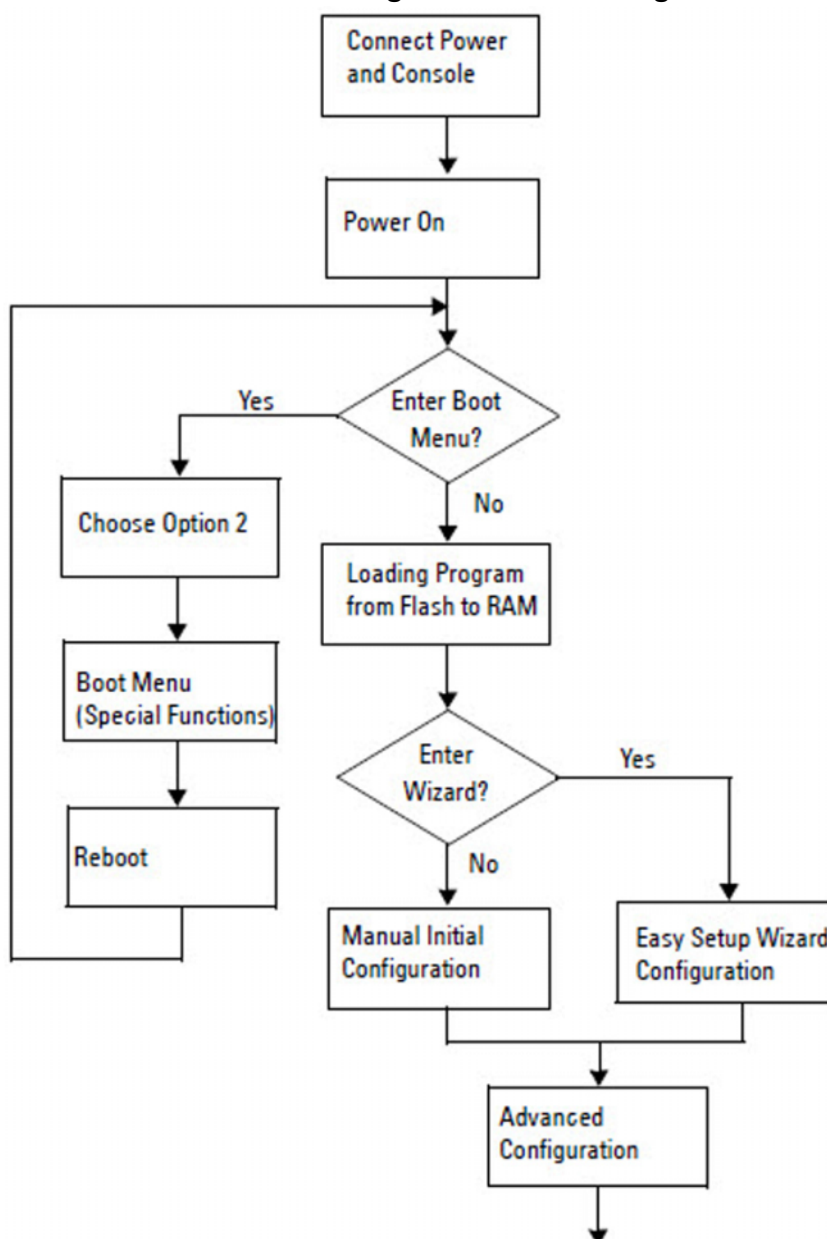 Connect Power
and Console
Power On
Enter Boot
Menu?
Yes
No
Choose Option 2
Loading Program
from Flash to RAM
Boot Menu
(Special Functions)
Enter
Wizard?
Yes
No
Reboot
Manual Initial
Configuration
Easy Setup Wizard
Configuration
Advanced
Configuration